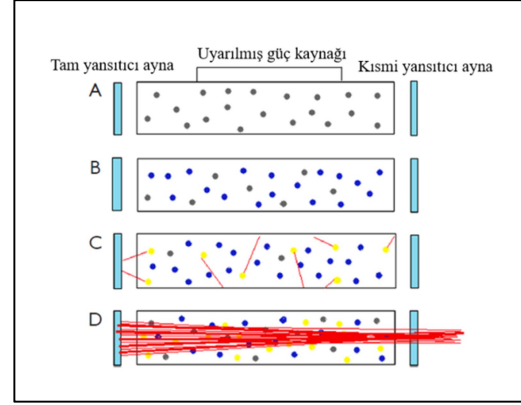 Uyarılmış güç kaynağı
Tam yansıtıcı ayna
Kısmi yansıtıcı ayna
A
B
C
D